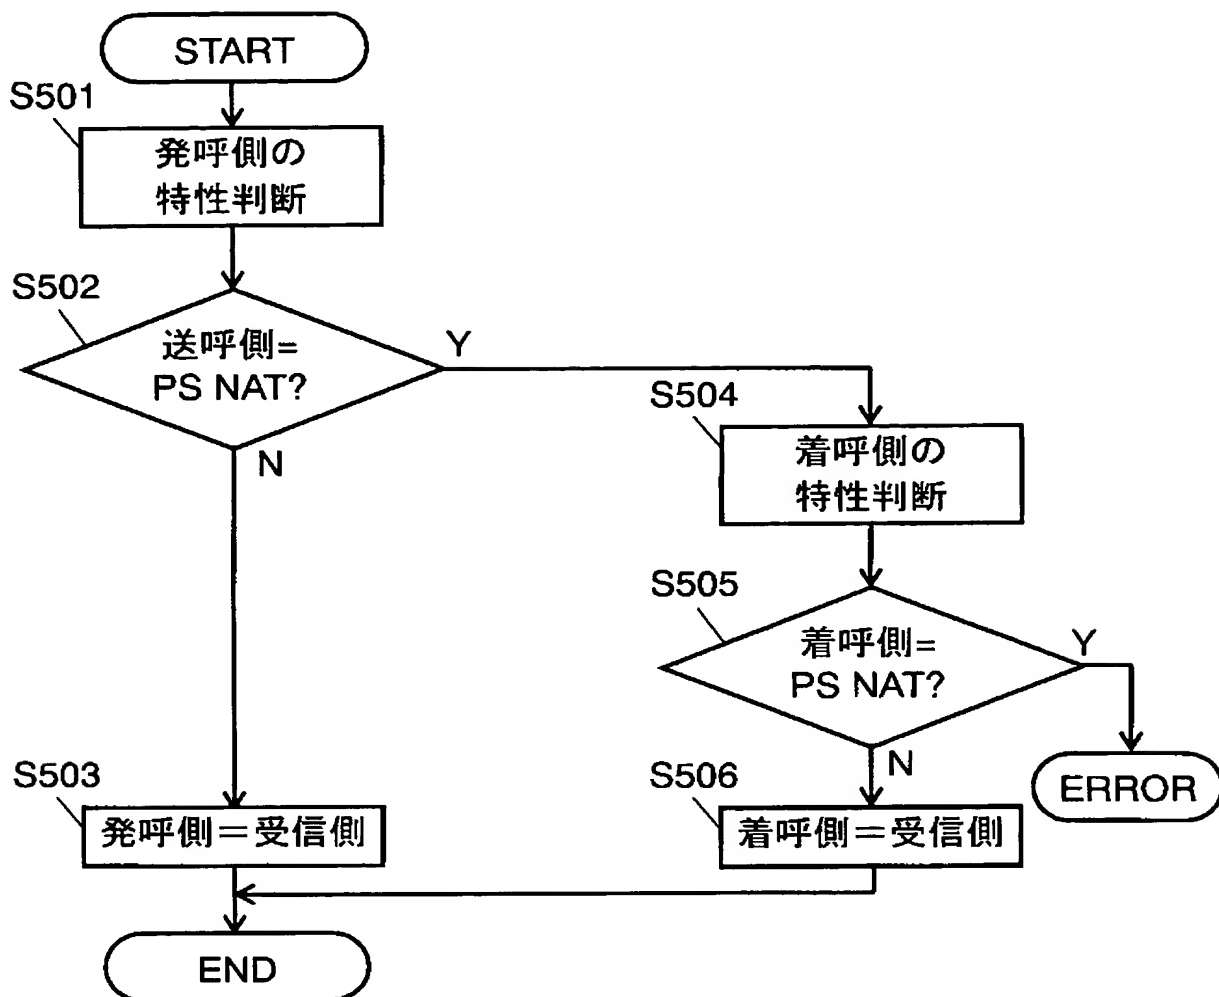 START
S501
発呼側の
特性判断
S502
送呼側=
PS NAT?
Y
N
S504
着呼側の
特性判断
S505
着呼側=
PS NAT?
Y
N
ERROR
S503
発呼側＝受信側
S506
着呼側＝受信側
END